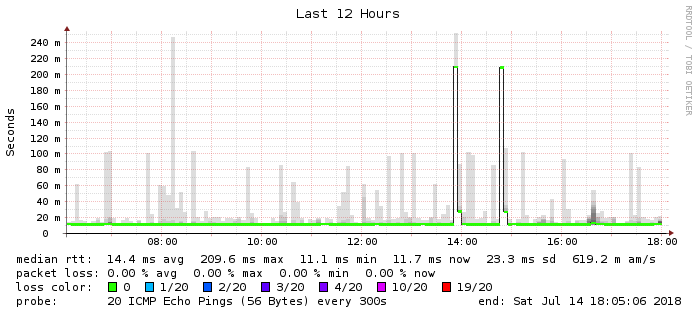 Last 12 Hours
RRDTOOL / TOBI OETIKER
Seconds
240 m
220 m
200 m
180 m
160 m
140 m
120 m
100 m
80 m
60 m
40 m
20 m
0
08:00 10:00 12:00 14:00 16:00 18:00
median rtt: 14.4 ms avg 209.6 ms max 11.1 ms min 11.7 ms now 23.3 ms sd 619.2 m am/s
packet loss: 0.00 % avg 0.00 % max 0.00 % min 0.00 % now
loss color: 0 1/20 2/20 3/20 4/20 10/20 19/20
probe: 20 ICMP Echo Pings (56 Bytes) every 300s end: Sat Jul 14 18:05:06 2018